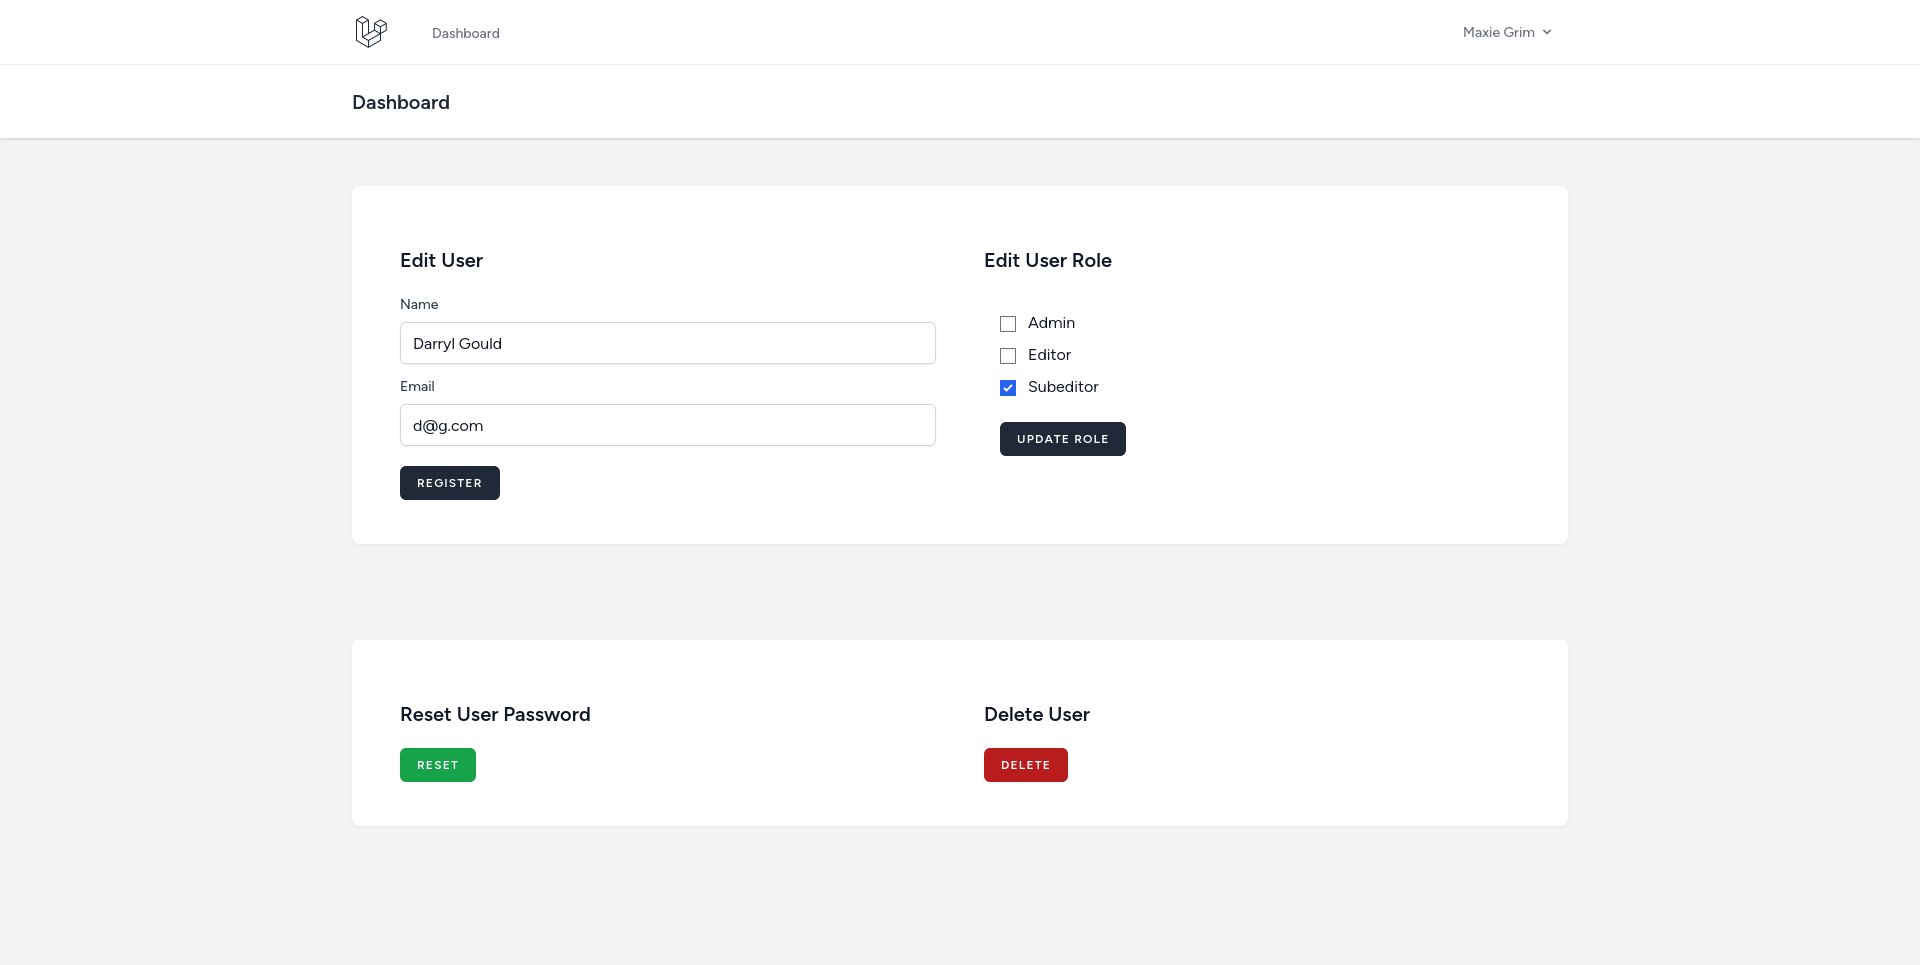 Dashboard
Maxie Grim
Dashboard
Edit User
Name
Darryl Gould
Email
d@g.com
REGISTER
Edit User Role
Admin
Editor
Subeditor
UPDATE ROLE
Reset User Password
RESET
Delete User
DELETE